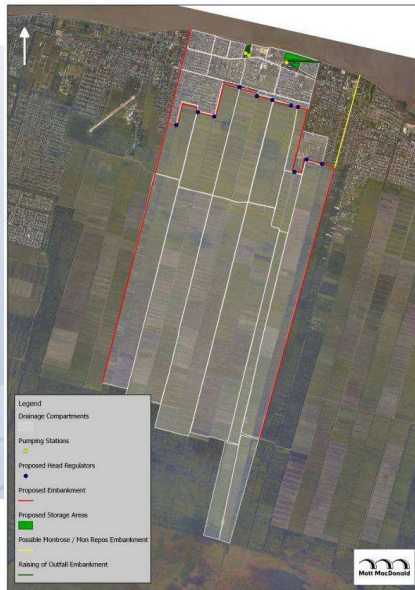 Legend
Drainage Compartments
Pumping Stations
Proposed Head Regulators
Proposed Embankment
Proposed Storage Areas
Possible Montrose / Mon Repos Embankment
Raising of Outfall Embankment
Mott MacDonald